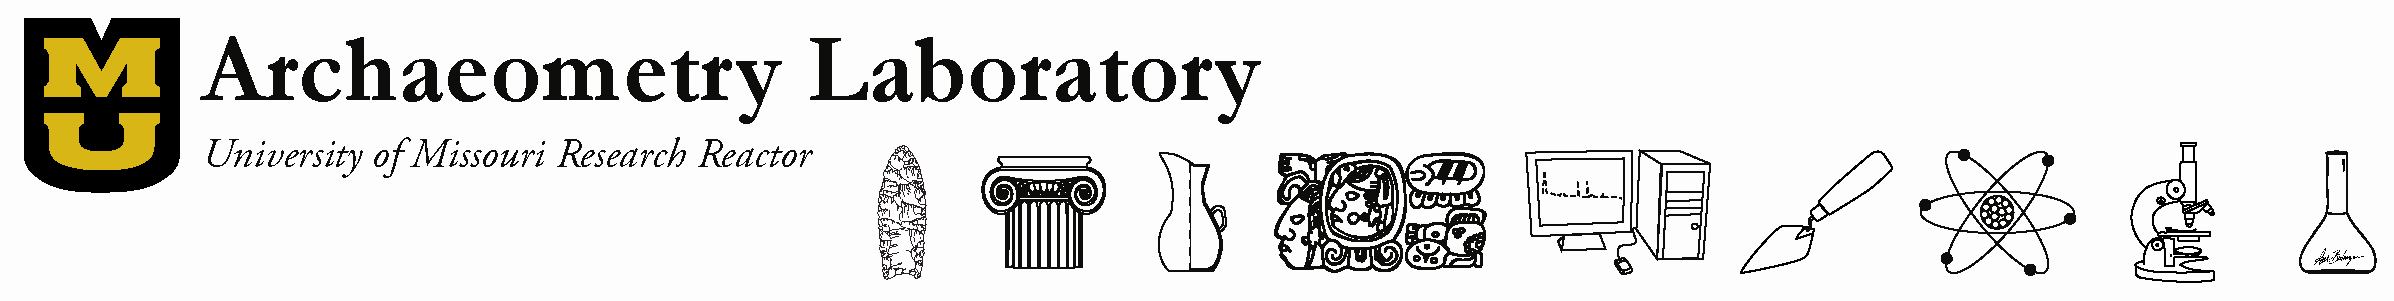 MU
Archaeometry Laboratory
University of Missouri Research Reactor